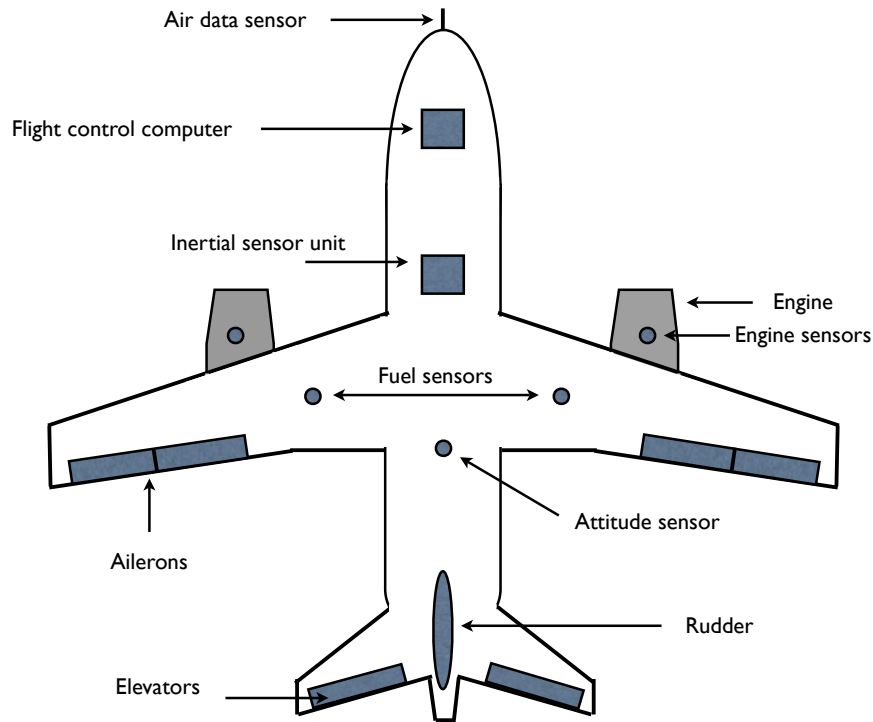 Air data sensor
Flight control computer
Inertial sensor unit
Engine
Engine sensors
Fuel sensors
Attitude sensor
Ailerons
Rudder
Elevators